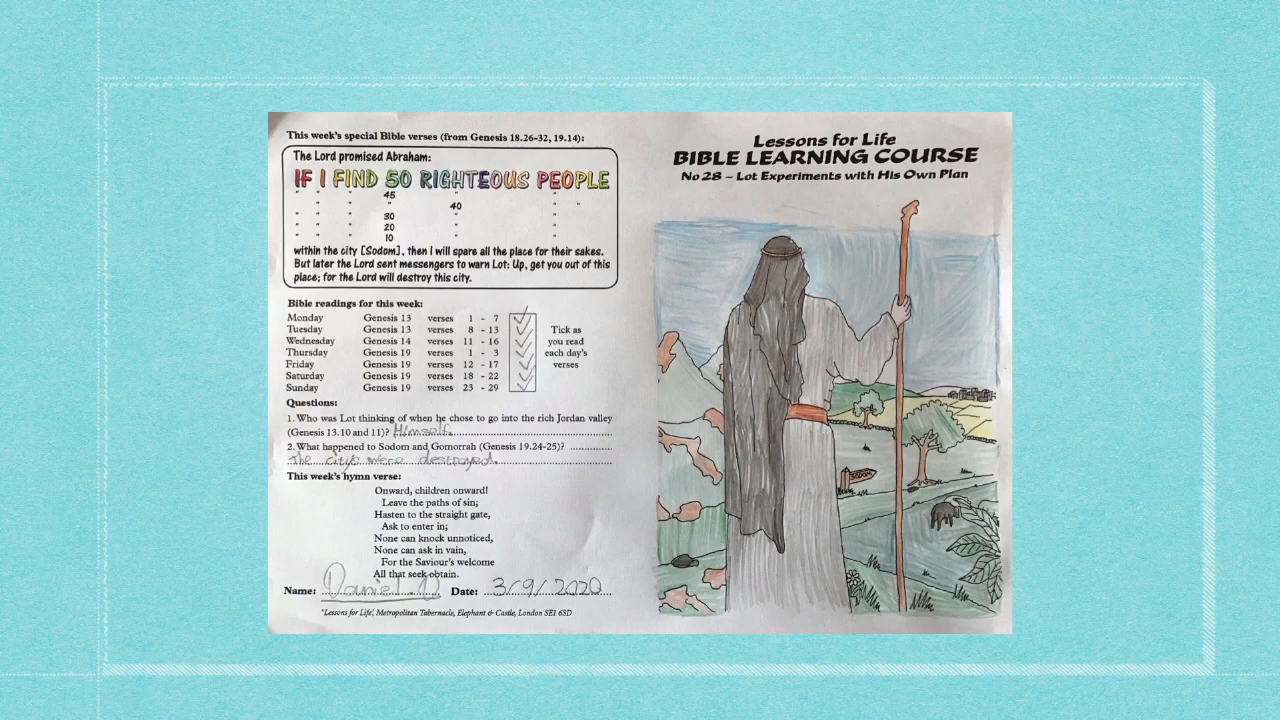 This week's special Bible verses (from Genesis 18.26-32, 19.14):
The Lord promised Abraham:
IF I FIND 50 RIGHTEOUS PEOPLE
" " " 45 " "
" " " " 40 " "
" " " 30 " "
" " " 20 " "
" " " 10 " "
within the city [Sodom], then I will spare all the place for their sakes.
But later the Lord sent messengers to warn Lot: Up, get you out of this
place; for the Lord will destroy this city.
Bible readings for this week:
Monday Genesis 13 verses 1 - 7
Tuesday Genesis 13 verses 8 - 13
Wednesday Genesis 14 verses 11 - 16
Thursday Genesis 19 verses 1 - 3
Friday Genesis 19 verses 12 - 17
Saturday Genesis 19 verses 18 - 22
Sunday Genesis 19 verses 23 - 29
Tick as
you read
each day's
verses
Questions:
1. Who was Lot thinking of when he chose to go into the rich Jordan valley
(Genesis 13.10 and 11)? Himself.
2. What happened to Sodom and Gomorrah (Genesis 19.24-25)?
The citys were destroyed.
This week's hymn verse:
Onward, children onward!
Leave the paths of sin;
Hasten to the straight gate,
Ask to enter in;
None can knock unnoticed,
None can ask in vain,
For the Saviour's welcome
All that seek obtain.
Name: Daniel .N Date: 3/9/2020
'Lessons for Life', Metropolitan Tabernacle, Elephant & Castle, London SE1 6SD
Lessons for Life
BIBLE LEARNING COURSE
No 28 – Lot Experiments with His Own Plan
SODOM